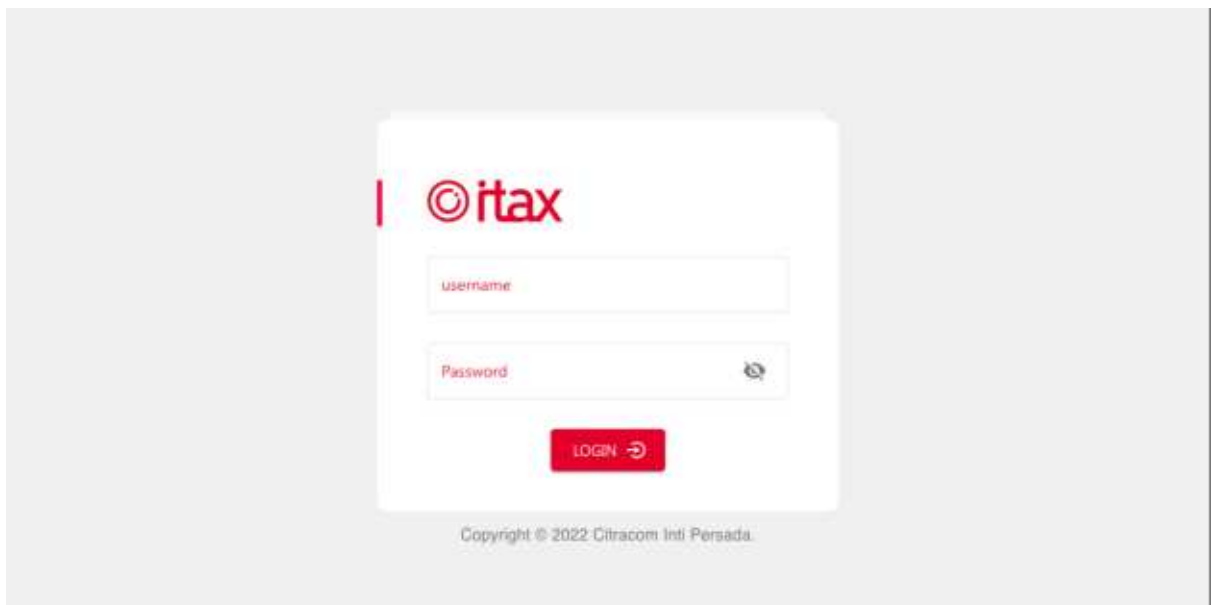 itax
username
Password
LOGIN
Copyright © 2022 Citracom Inti Persada.